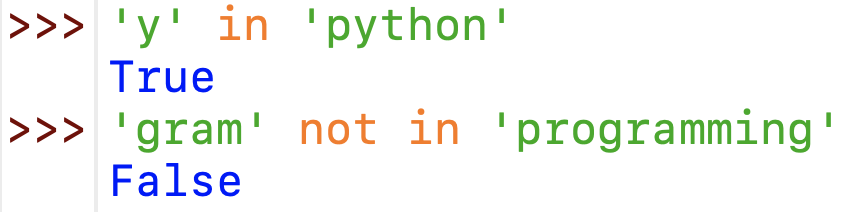 >>> 'y' in 'python'
True
>>> 'gram' not in 'programming'
False